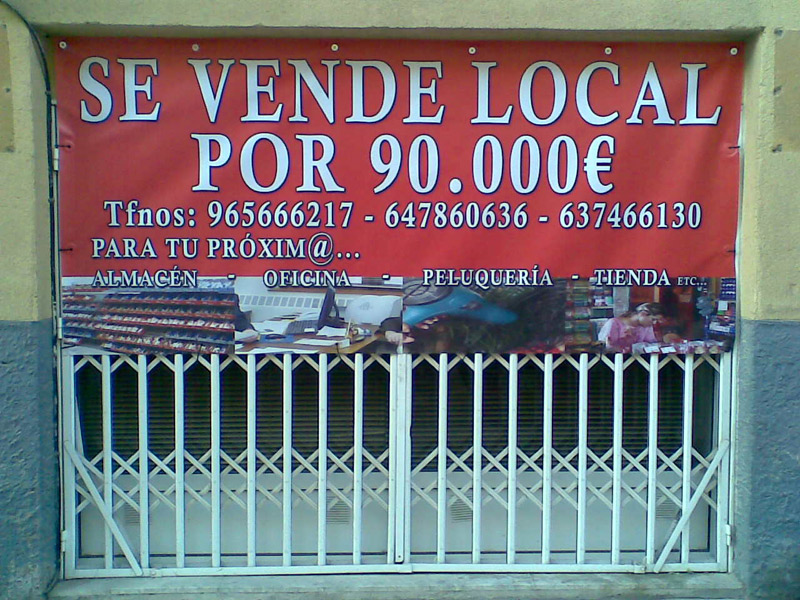 SE VENDE LOCAL
POR 90.000€
Tfnos: 965666217 - 647860636 - 637466130
PARA TU PRÓXIM@...
ALMACÉN - OFICINA - PELUQUERÍA - TIENDA ETC...